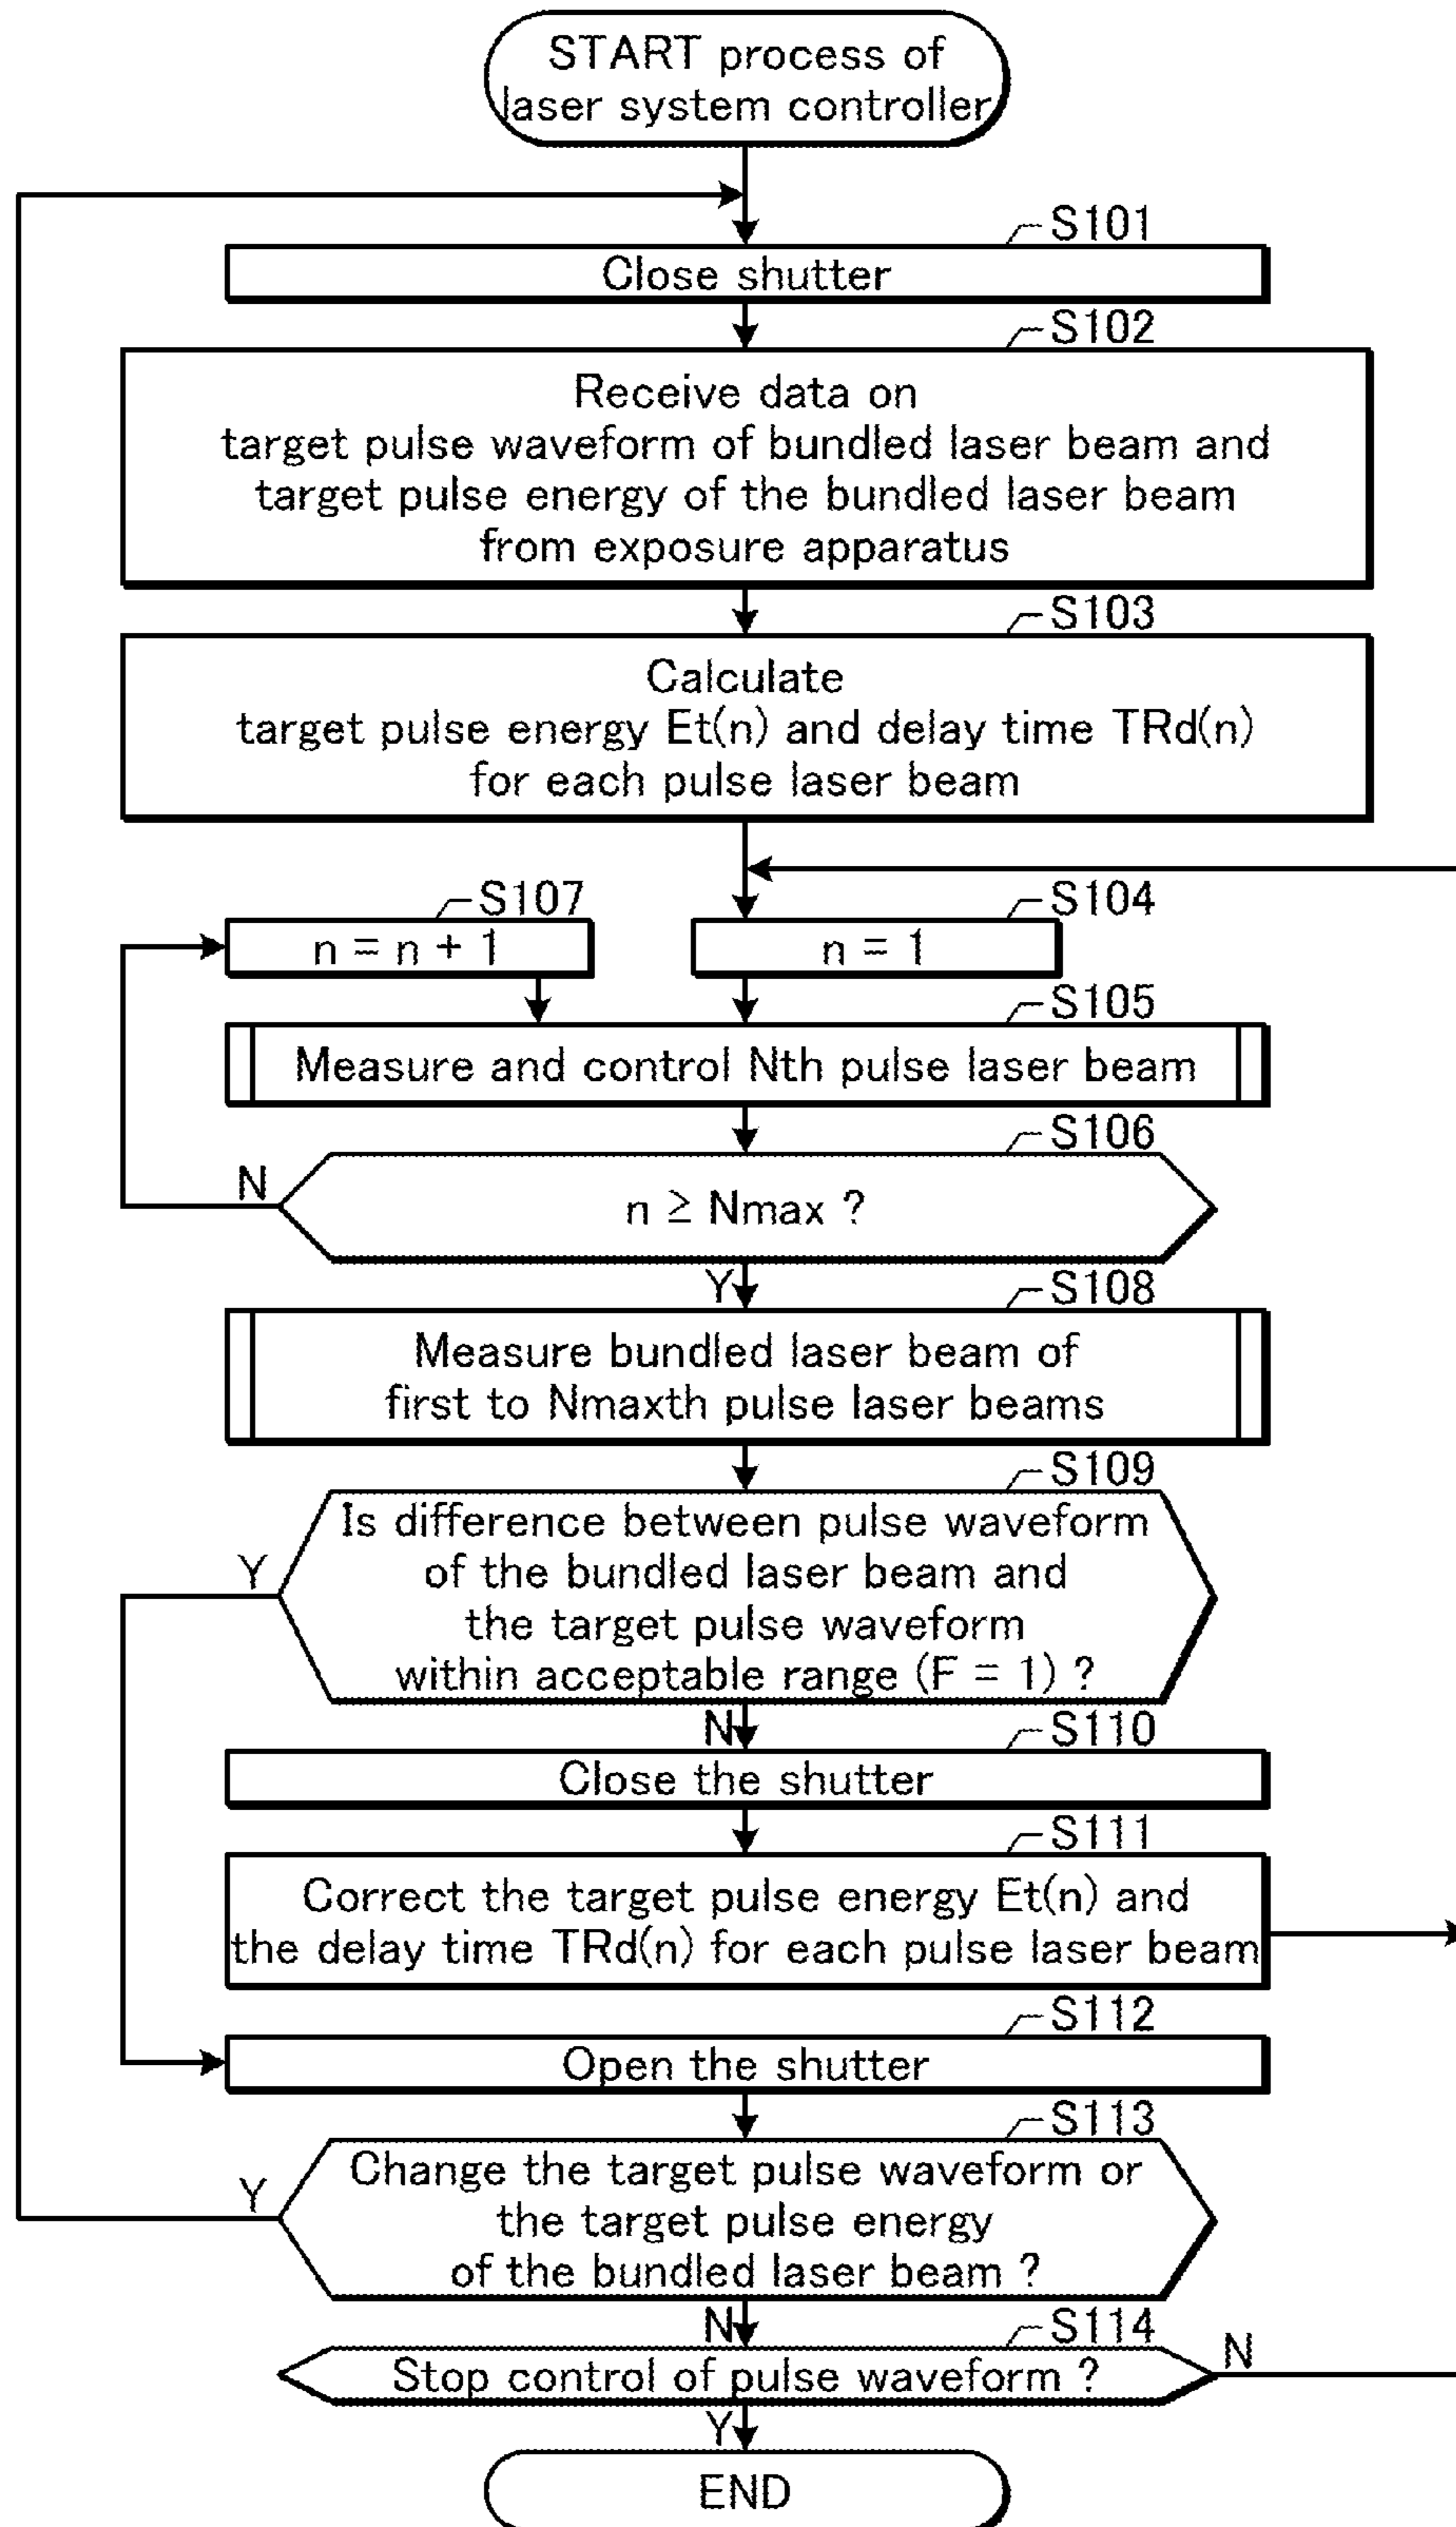 START process of
laser system controller
S101
Close shutter
S102
Receive data on
target pulse waveform of bundled laser beam and
target pulse energy of the bundled laser beam
from exposure apparatus
S103
Calculate
target pulse energy Et(n) and delay time TRd(n)
for each pulse laser beam
S107
S104
n = n + 1
n = 1
S105
Measure and control Nth pulse laser beam
S106
N
n ≥ Nmax ?
Y
S108
Measure bundled laser beam of
first to Nmaxth pulse laser beams
S109
Is difference between pulse waveform
Y
of the bundled laser beam and
the target pulse waveform
within acceptable range (F = 1) ?
N
S110
Close the shutter
S111
Correct the target pulse energy Et(n) and
the delay time TRd(n) for each pulse laser beam
S112
Open the shutter
S113
Change the target pulse waveform or
Y
the target pulse energy
of the bundled laser beam ?
N
S114
Stop control of pulse waveform ?
N
Y
END